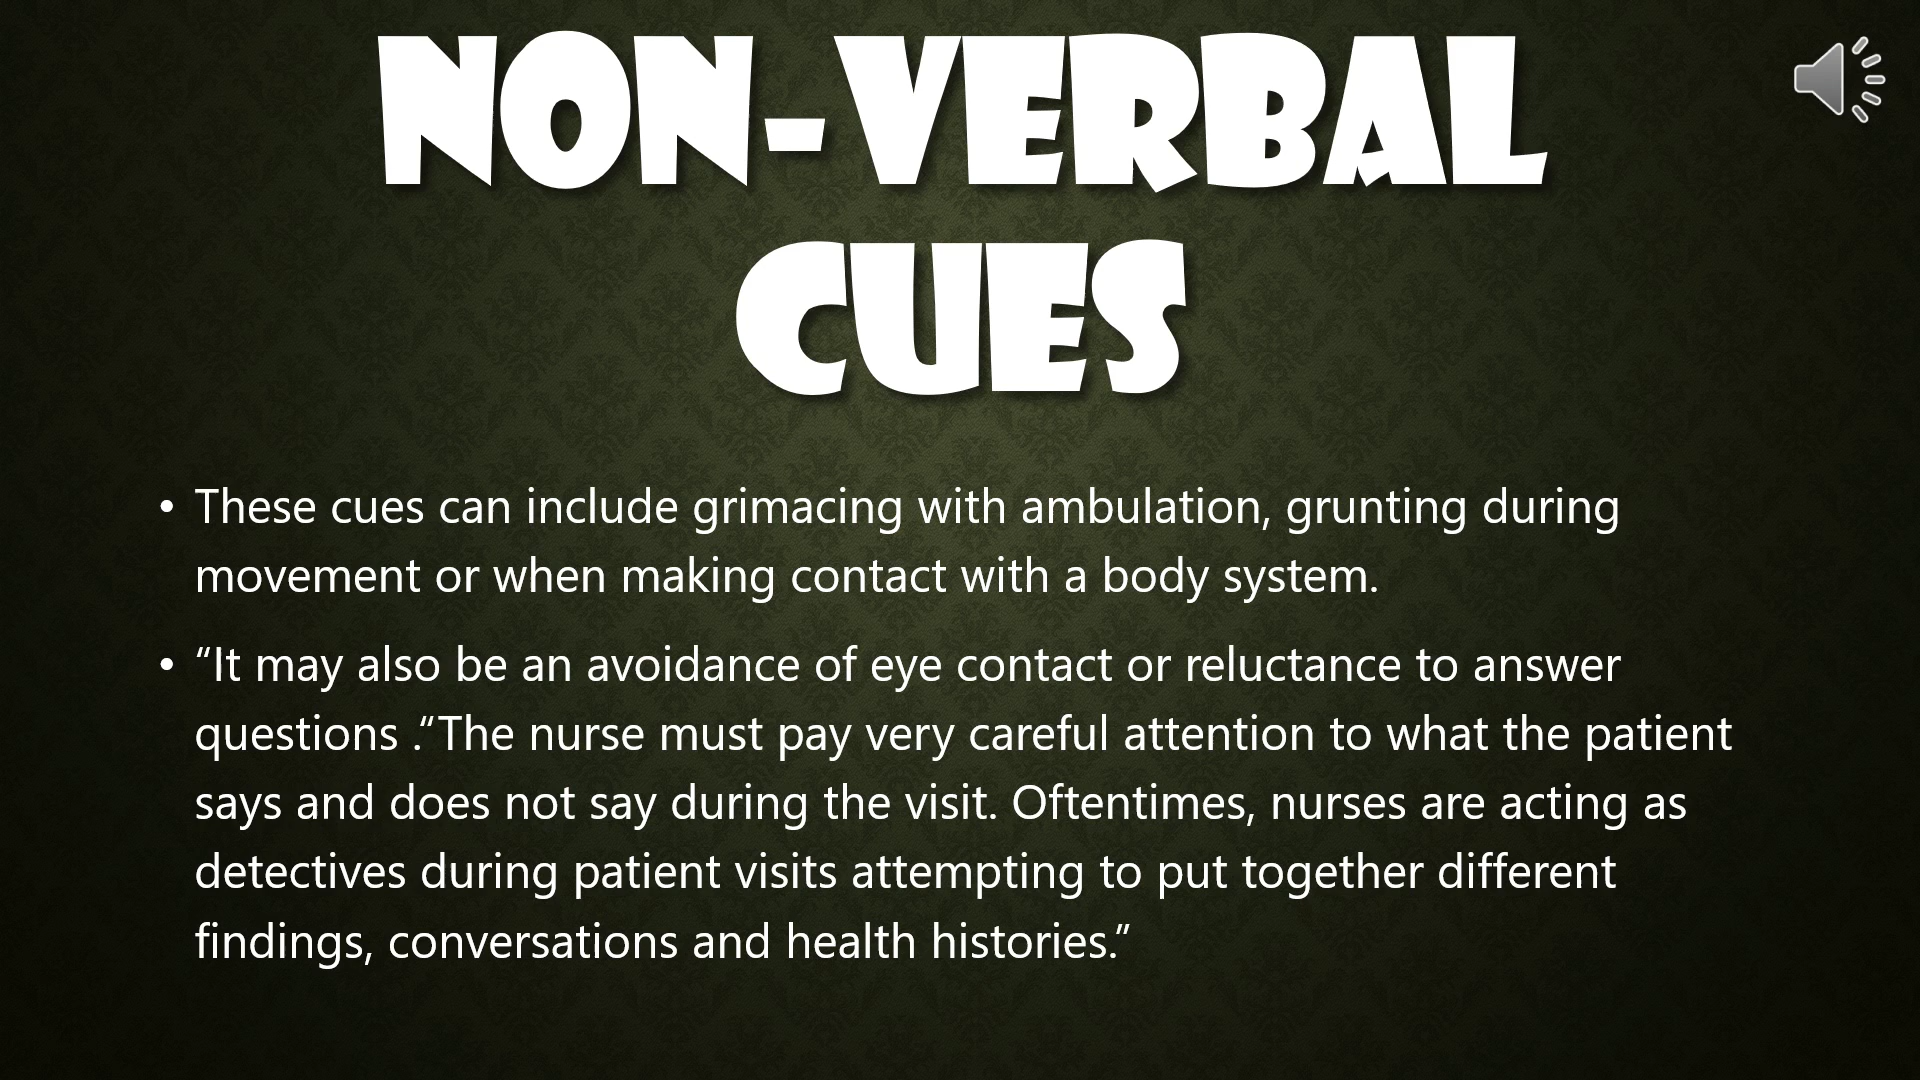 NON-VERBAL
CUES
• These cues can include grimacing with ambulation, grunting during
movement or when making contact with a body system.
• “It may also be an avoidance of eye contact or reluctance to answer
questions .“The nurse must pay very careful attention to what the patient
says and does not say during the visit. Oftentimes, nurses are acting as
detectives during patient visits attempting to put together different
findings, conversations and health histories.”